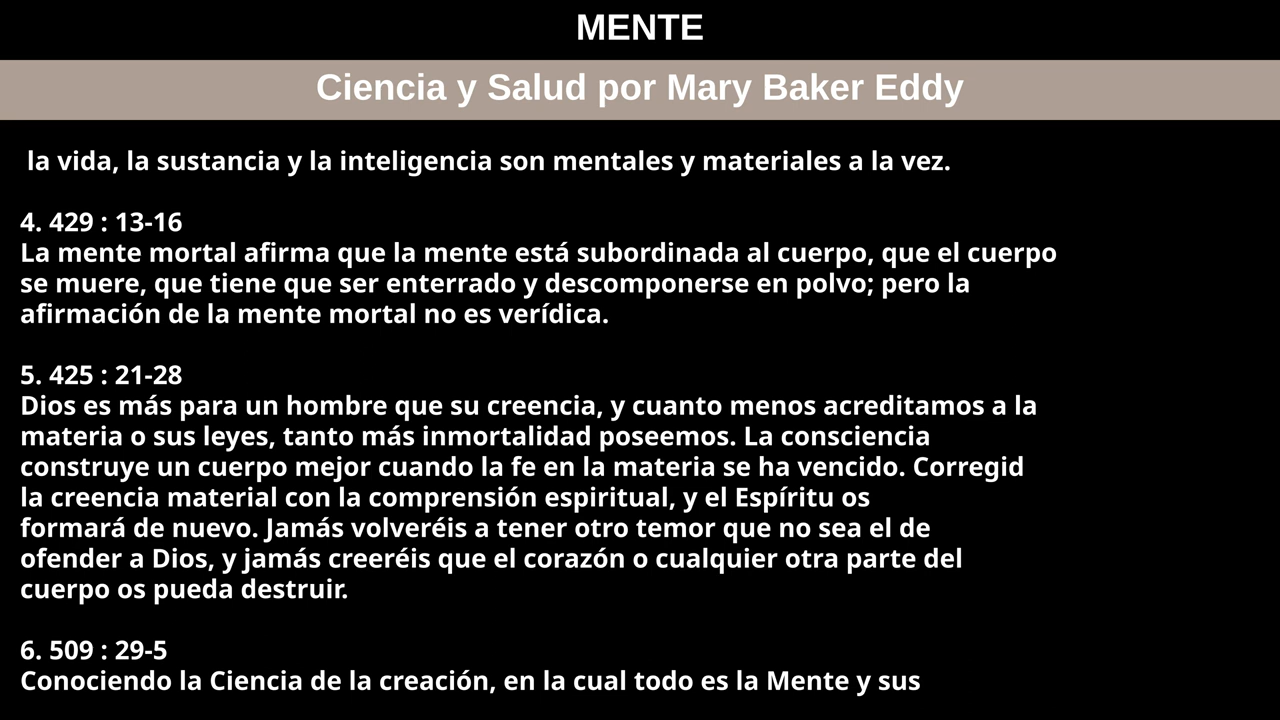 MENTE
Ciencia y Salud por Mary Baker Eddy
la vida, la sustancia y la inteligencia son mentales y materiales a la vez.
4. 429 : 13-16
La mente mortal afirma que la mente está subordinada al cuerpo, que el cuerpo
se muere, que tiene que ser enterrado y descomponerse en polvo; pero la
afirmación de la mente mortal no es verídica.
5. 425 : 21-28
Dios es más para un hombre que su creencia, y cuanto menos acreditamos a la
materia o sus leyes, tanto más inmortalidad poseemos. La consciencia
construye un cuerpo mejor cuando la fe en la materia se ha vencido. Corregid
la creencia material con la comprensión espiritual, y el Espíritu os
formará de nuevo. Jamás volveréis a tener otro temor que no sea el de
ofender a Dios, y jamás creeréis que el corazón o cualquier otra parte del
cuerpo os pueda destruir.
6. 509 : 29-5
Conociendo la Ciencia de la creación, en la cual todo es la Mente y sus